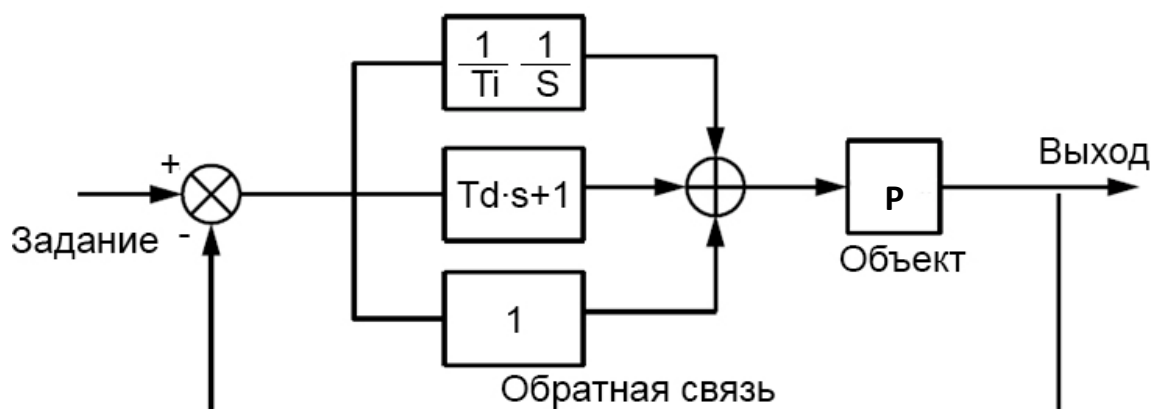 1 1
Ti S
+
Td·s+1
P
Выход
-
Задание
Объект
1
Обратная связь